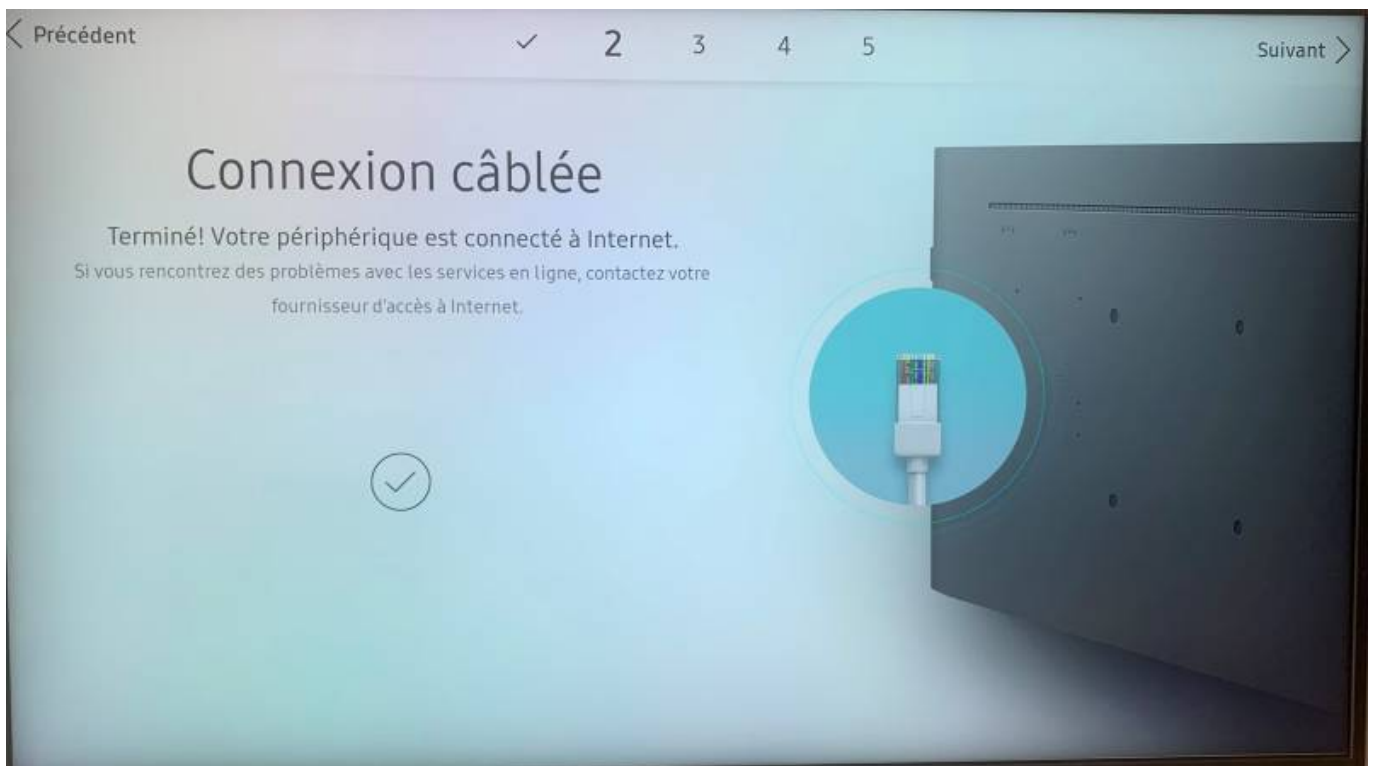 Précédent
2 3 4 5
Suivant
Connexion câblée
Terminé! Votre périphérique est connecté à Internet.
Si vous rencontrez des problèmes avec les services en ligne, contactez votre
fournisseur d'accès à Internet.